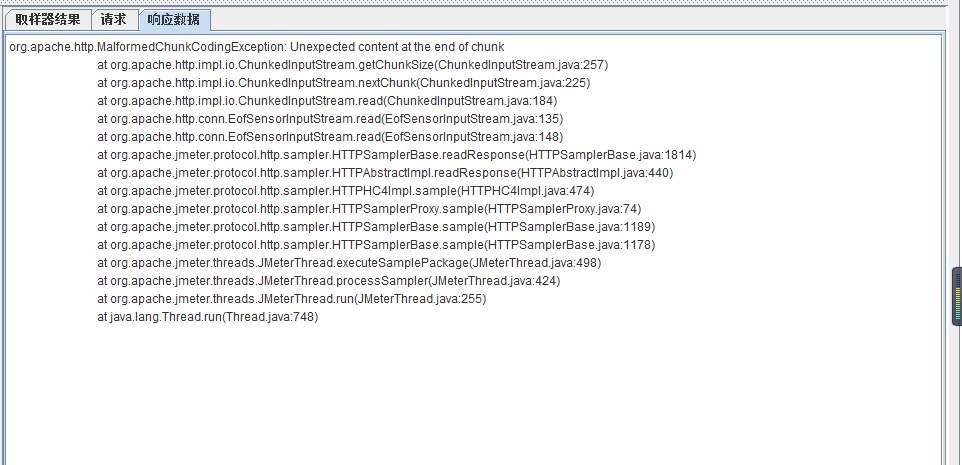 取样器结果 请求 响应数据
org.apache.http.MalformedChunkCodingException: Unexpected content at the end of chunk
at org.apache.http.impl.io.ChunkedInputStream.getChunkSize(ChunkedInputStream.java:257)
at org.apache.http.impl.io.ChunkedInputStream.nextChunk(ChunkedInputStream.java:225)
at org.apache.http.impl.io.ChunkedInputStream.read(ChunkedInputStream.java:184)
at org.apache.http.conn.EofSensorInputStream.read(EofSensorInputStream.java:135)
at org.apache.http.conn.EofSensorInputStream.read(EofSensorInputStream.java:148)
at org.apache.jmeter.protocol.http.sampler.HTTPSamplerBase.readResponse(HTTPSamplerBase.java:1814)
at org.apache.jmeter.protocol.http.sampler.HTTPAbstractImpl.readResponse(HTTPAbstractImpl.java:440)
at org.apache.jmeter.protocol.http.sampler.HTTPHC4Impl.sample(HTTPHC4Impl.java:474)
at org.apache.jmeter.protocol.http.sampler.HTTPSamplerProxy.sample(HTTPSamplerProxy.java:74)
at org.apache.jmeter.protocol.http.sampler.HTTPSamplerBase.sample(HTTPSamplerBase.java:1189)
at org.apache.jmeter.protocol.http.sampler.HTTPSamplerBase.sample(HTTPSamplerBase.java:1178)
at org.apache.jmeter.threads.JMeterThread.executeSamplePackage(JMeterThread.java:498)
at org.apache.jmeter.threads.JMeterThread.processSampler(JMeterThread.java:424)
at org.apache.jmeter.threads.JMeterThread.run(JMeterThread.java:255)
at java.lang.Thread.run(Thread.java:748)